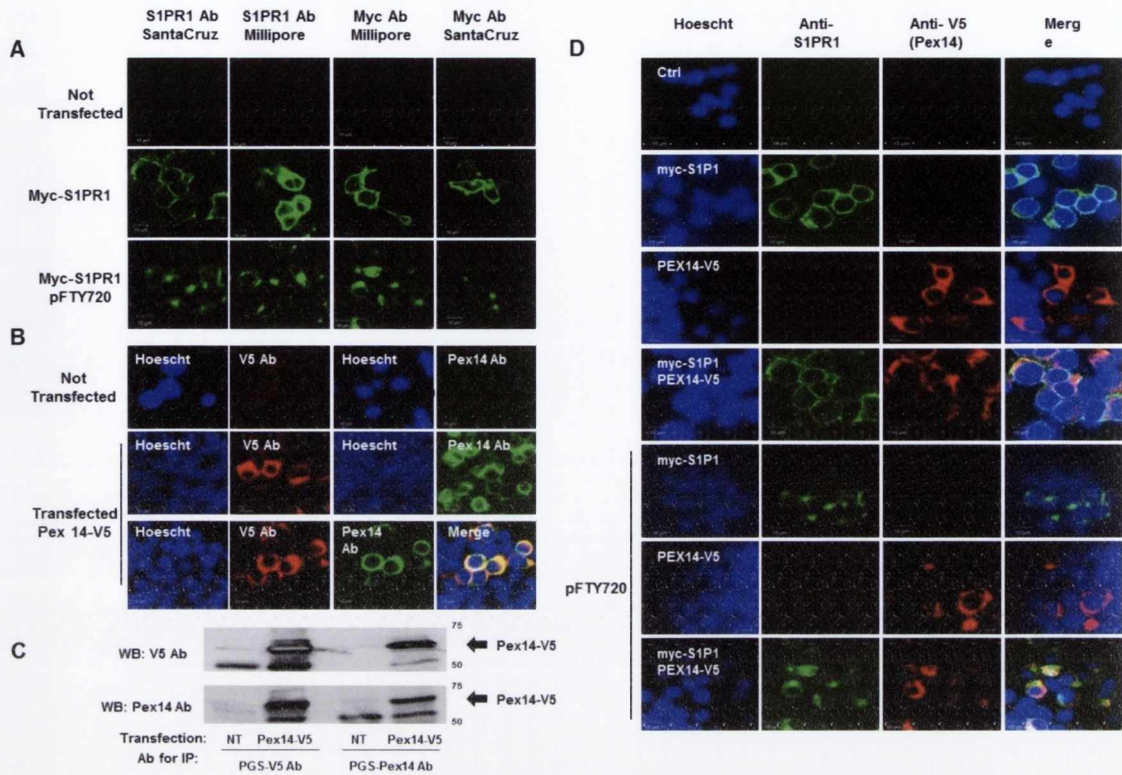 A
S1PR1 Ab
SantaCruz
S1PR1 Ab
Millipore
Myc Ab
Millipore
Myc Ab
SantaCruz
Not
Transfected
Myc-S1PR1
Myc-S1PR1
pFTY720
B
Not
Transfected
Hoescht
V5 Ab
Hoescht
Pex14 Ab
Transfected
Pex 14-V5
Hoescht
V5 Ab
Hoescht
Pex 14 Ab
Hoescht
V5 Ab
Pex14
Ab
Merge
C
WB: V5 Ab
75
50
Pex14-V5
WB: Pex14 Ab
75
50
Pex14-V5
Transfection:
NT
Pex14-V5
NT
Pex14-V5
Ab for IP:
PGS-V5 Ab
PGS-Pex14 Ab
D
Hoescht
Anti-
S1PR1
Anti- V5
(Pex14)
Merg
e
Ctrl
myc-S1P1
PEX14-V5
myc-S1P1
PEX14-V5
pFTY720
myc-S1P1
PEX14-V5
myc-S1P1
PEX14-V5